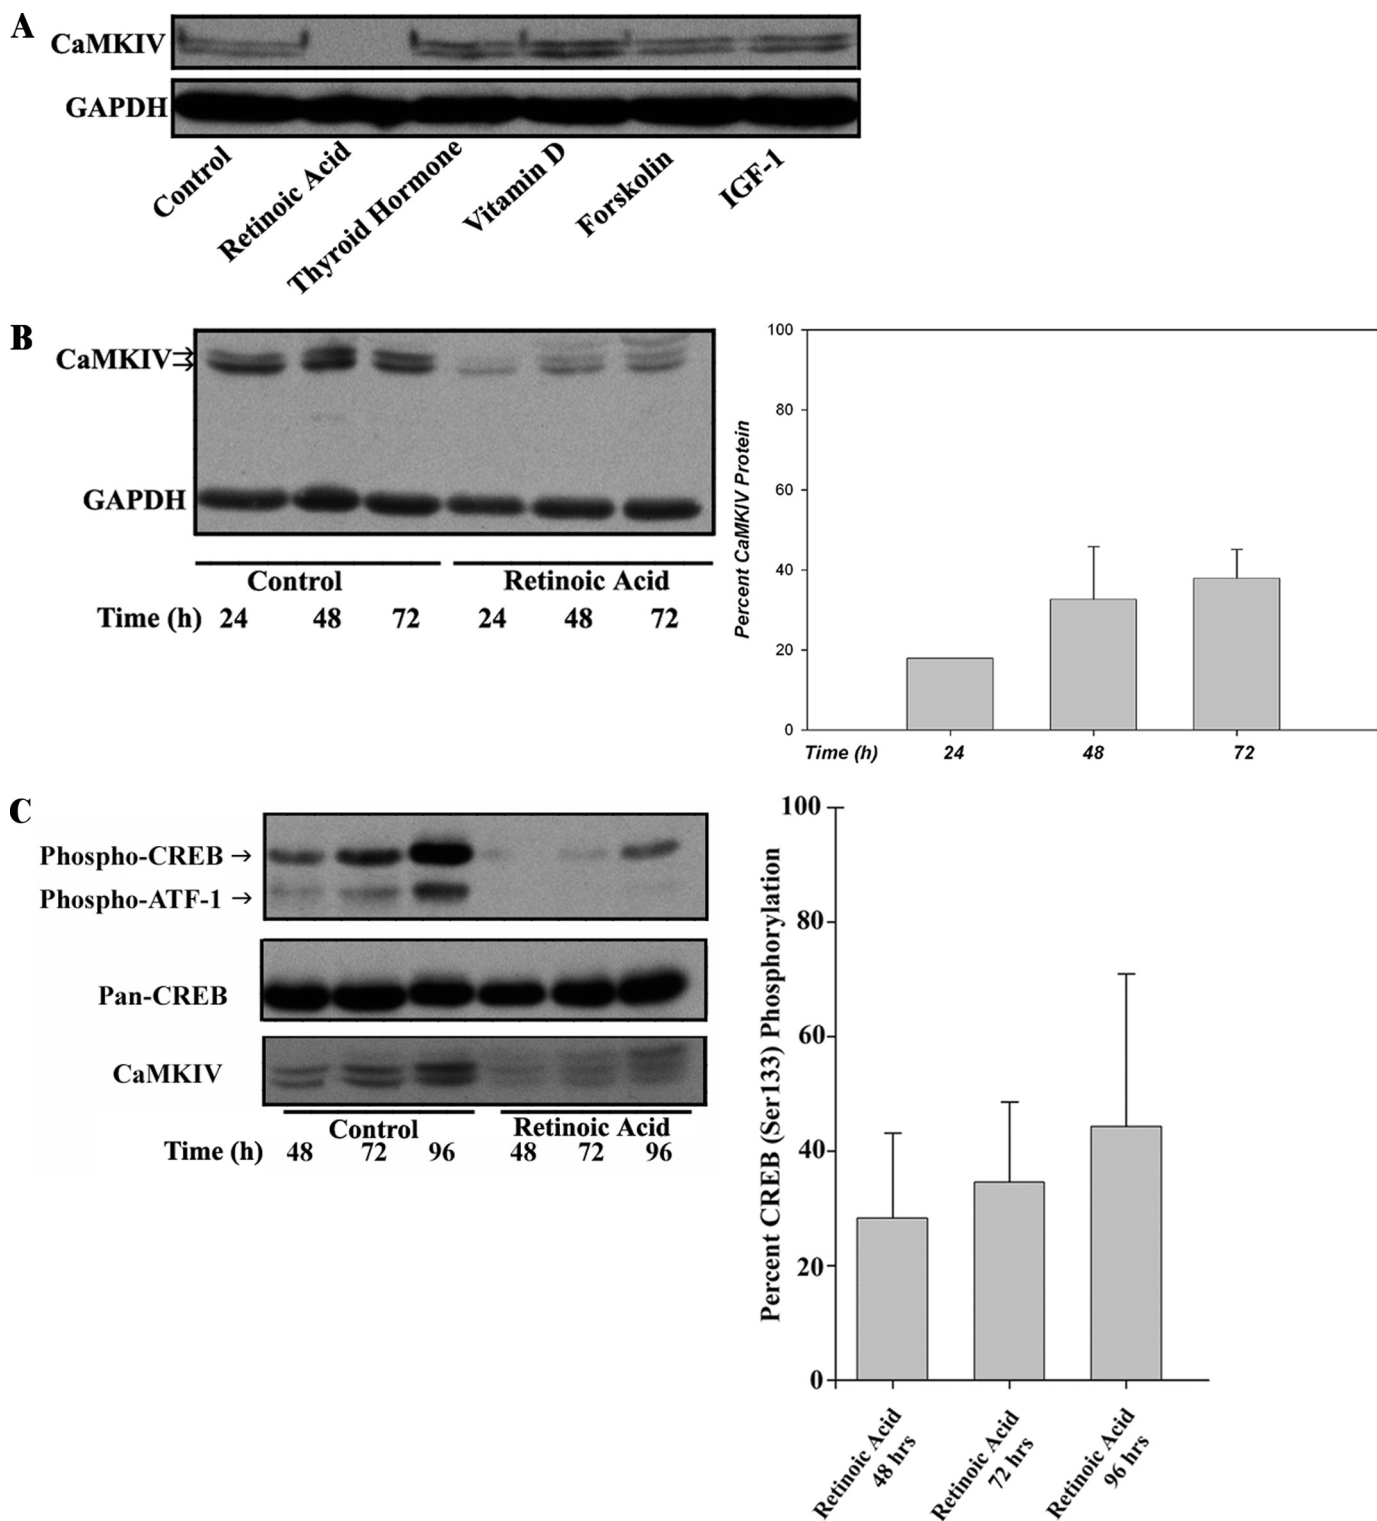 A
CaMKIV
GAPDH
Control
Retinoic Acid
Thyroid Hormone
Vitamin D
Forskolin
IGF-1
B
CaMKIV
GAPDH
Control
Retinoic Acid
Time (h) 24 48 72 24 48 72
Percent CaMKIV Protein
100
80
60
40
20
0
Time (h) 24 48 72
C
Phospho-CREB →
Phospho-ATF-1 →
Pan-CREB
CaMKIV
Control
Retinoic Acid
Time (h) 48 72 96 48 72 96
Percent CREB (Ser133) Phosphorylation
100
80
60
40
20
0
Retinoic Acid
48 hrs
Retinoic Acid
72 hrs
Retinoic Acid
96 hrs